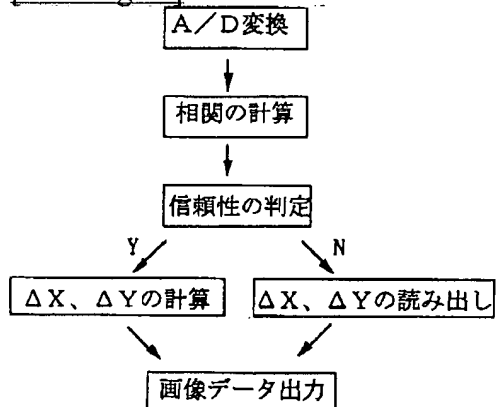 A／D変換
相関の計算
信頼性の判定
Y N
ΔX、ΔYの計算 ΔX、ΔYの読み出し
画像データ出力